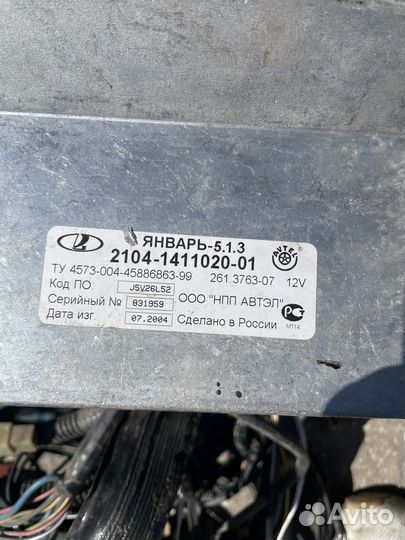 ЯНВАРЬ-5.1.3
2104-1411020-01
АВТЭЛ ®
ТУ 4573-004-45886863-99 261.3763-07 12V
Код ПО: J5V26L52
Серийный № 831959 ООО "НПП АВТЭЛ"
Дата изг. 07.2004 Сделано в России
МТ14
Avito